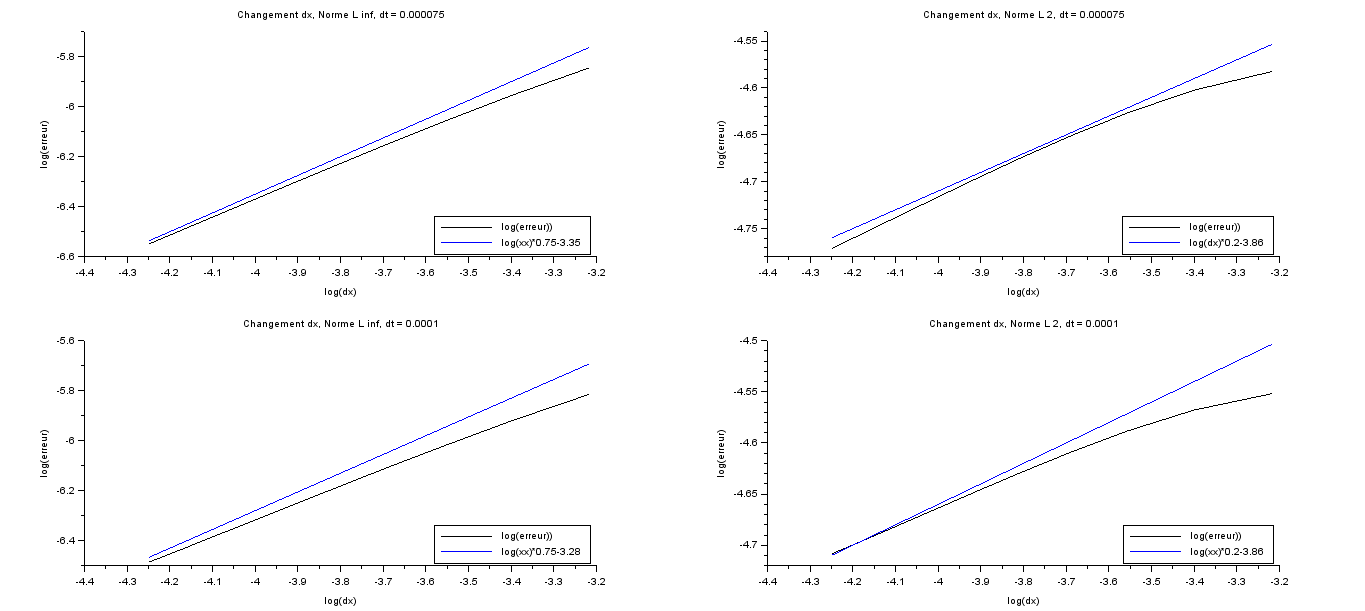 Changement dx, Norme L inf, dt = 0.000075
-5.8
-6
-6.2
-6.4
-6.6
log(erreur)
-4.4 -4.3 -4.2 -4.1 -4 -3.9 -3.8 -3.7 -3.6 -3.5 -3.4 -3.3 -3.2
log(dx)
log(erreur))
log(xx)*0.75-3.35
Changement dx, Norme L 2, dt = 0.000075
-4.55
-4.6
-4.65
-4.7
-4.75
log(erreur)
-4.4 -4.3 -4.2 -4.1 -4 -3.9 -3.8 -3.7 -3.6 -3.5 -3.4 -3.3 -3.2
log(dx)
log(erreur))
log(dx)*0.2-3.86
Changement dx, Norme L inf, dt = 0.0001
-5.6
-5.8
-6
-6.2
-6.4
log(erreur)
-4.4 -4.3 -4.2 -4.1 -4 -3.9 -3.8 -3.7 -3.6 -3.5 -3.4 -3.3 -3.2
log(dx)
log(erreur))
log(xx)*0.75-3.28
Changement dx, Norme L 2, dt = 0.0001
-4.5
-4.55
-4.6
-4.65
-4.7
log(erreur)
-4.4 -4.3 -4.2 -4.1 -4 -3.9 -3.8 -3.7 -3.6 -3.5 -3.4 -3.3 -3.2
log(dx)
log(erreur))
log(xx)*0.2-3.86